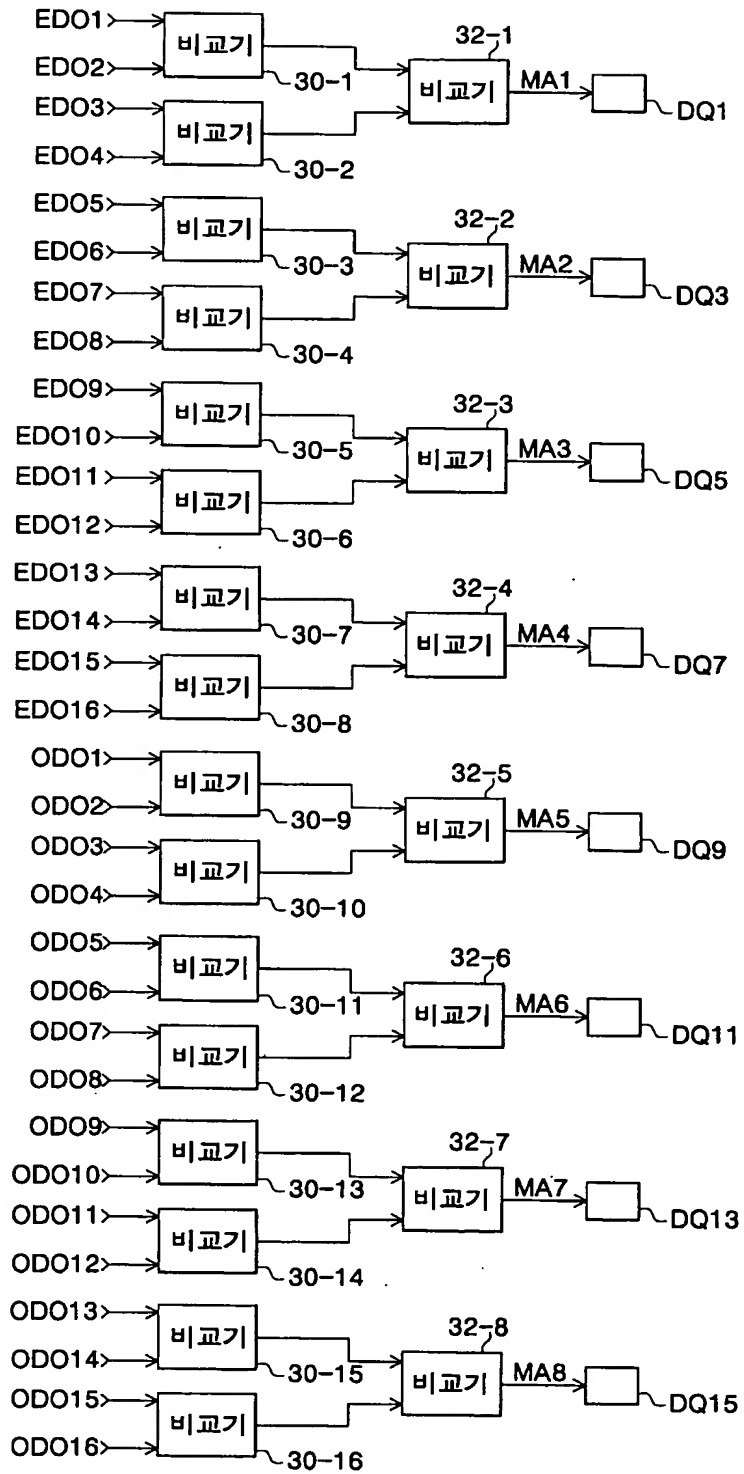 EDO1
비교기
32-1
EDO2
30-1
비교기
MA1
DQ1
EDO3
비교기
EDO4
30-2
EDO5
비교기
32-2
EDO6
30-3
비교기
MA2
DQ3
EDO7
비교기
EDO8
30-4
EDO9
비교기
32-3
EDO10
30-5
비교기
MA3
DQ5
EDO11
비교기
EDO12
30-6
EDO13
비교기
32-4
EDO14
30-7
비교기
MA4
DQ7
EDO15
비교기
EDO16
30-8
ODO1
비교기
32-5
ODO2
30-9
비교기
MA5
DQ9
ODO3
비교기
ODO4
30-10
ODO5
비교기
32-6
ODO6
30-11
비교기
MA6
DQ11
ODO7
비교기
ODO8
30-12
ODO9
비교기
32-7
ODO10
30-13
비교기
MA7
DQ13
ODO11
비교기
ODO12
30-14
ODO13
비교기
32-8
ODO14
30-15
비교기
MA8
DQ15
ODO15
비교기
ODO16
30-16